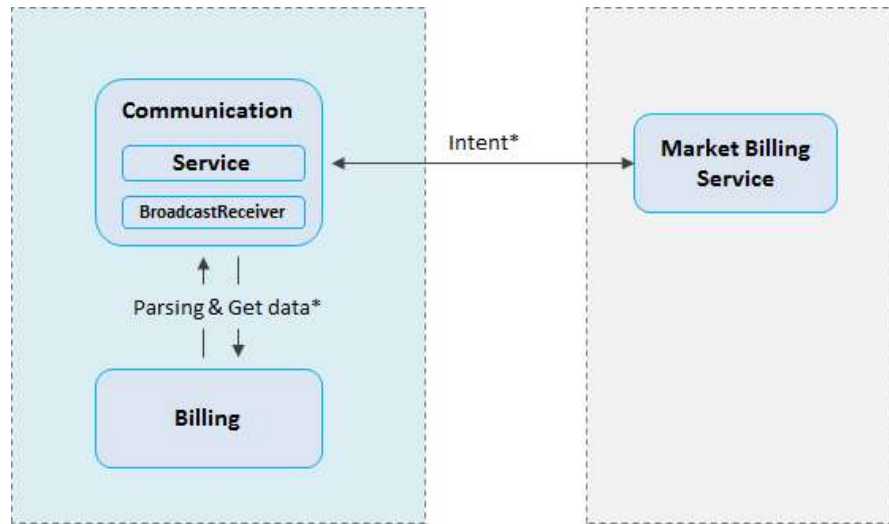 Communication
Service
BroadcastReceiver
Intent*
Market Billing
Service
Parsing & Get data*
Billing